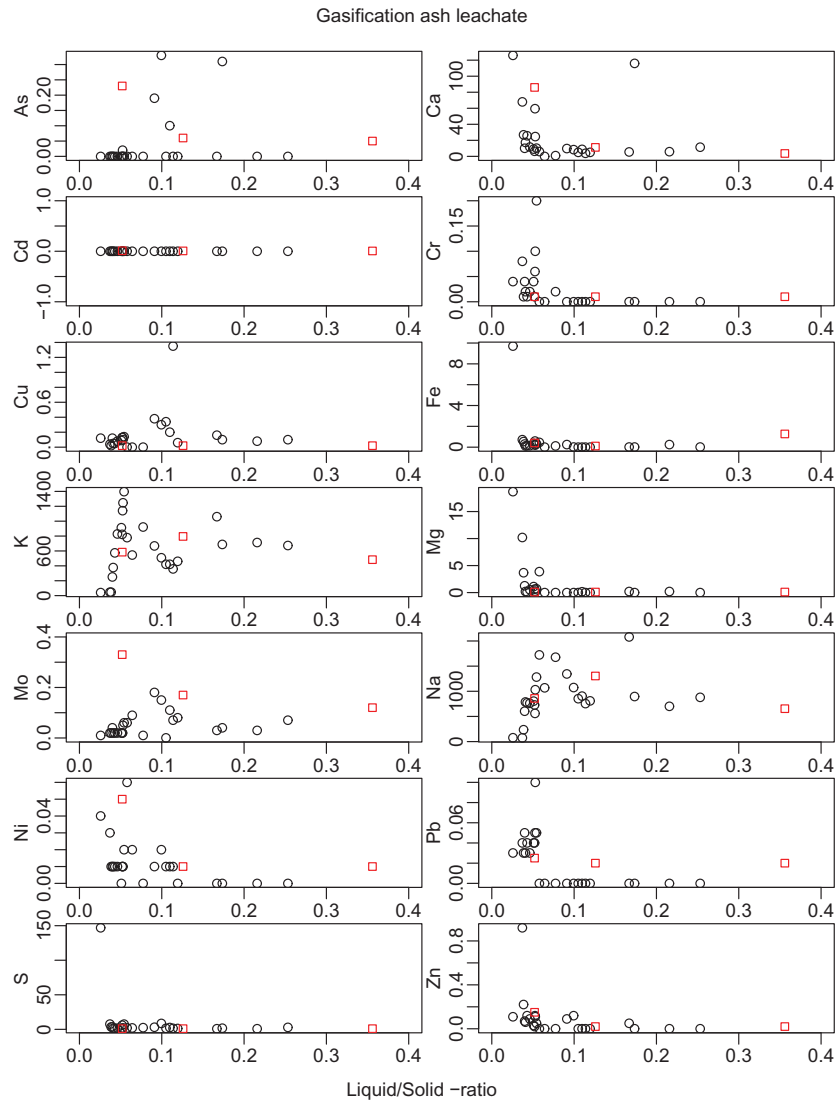 Gasification ash leachate
As
0.00 0.20
0.0 0.1 0.2 0.3 0.4
Ca
0 40 100
0.0 0.1 0.2 0.3 0.4
Cd
−1.0 0.0 1.0
0.0 0.1 0.2 0.3 0.4
Cr
0.00 0.15
0.0 0.1 0.2 0.3 0.4
Cu
0.0 0.6 1.2
0.0 0.1 0.2 0.3 0.4
Fe
0 4 8
0.0 0.1 0.2 0.3 0.4
K
0 600 1400
0.0 0.1 0.2 0.3 0.4
Mg
0 5 15
0.0 0.1 0.2 0.3 0.4
Mo
0.0 0.2 0.4
0.0 0.1 0.2 0.3 0.4
Na
0 1000
0.0 0.1 0.2 0.3 0.4
Ni
0.00 0.04
0.0 0.1 0.2 0.3 0.4
Pb
0.00 0.06
0.0 0.1 0.2 0.3 0.4
S
0 50 150
0.0 0.1 0.2 0.3 0.4
Zn
0.0 0.4 0.8
0.0 0.1 0.2 0.3 0.4
Liquid/Solid −ratio